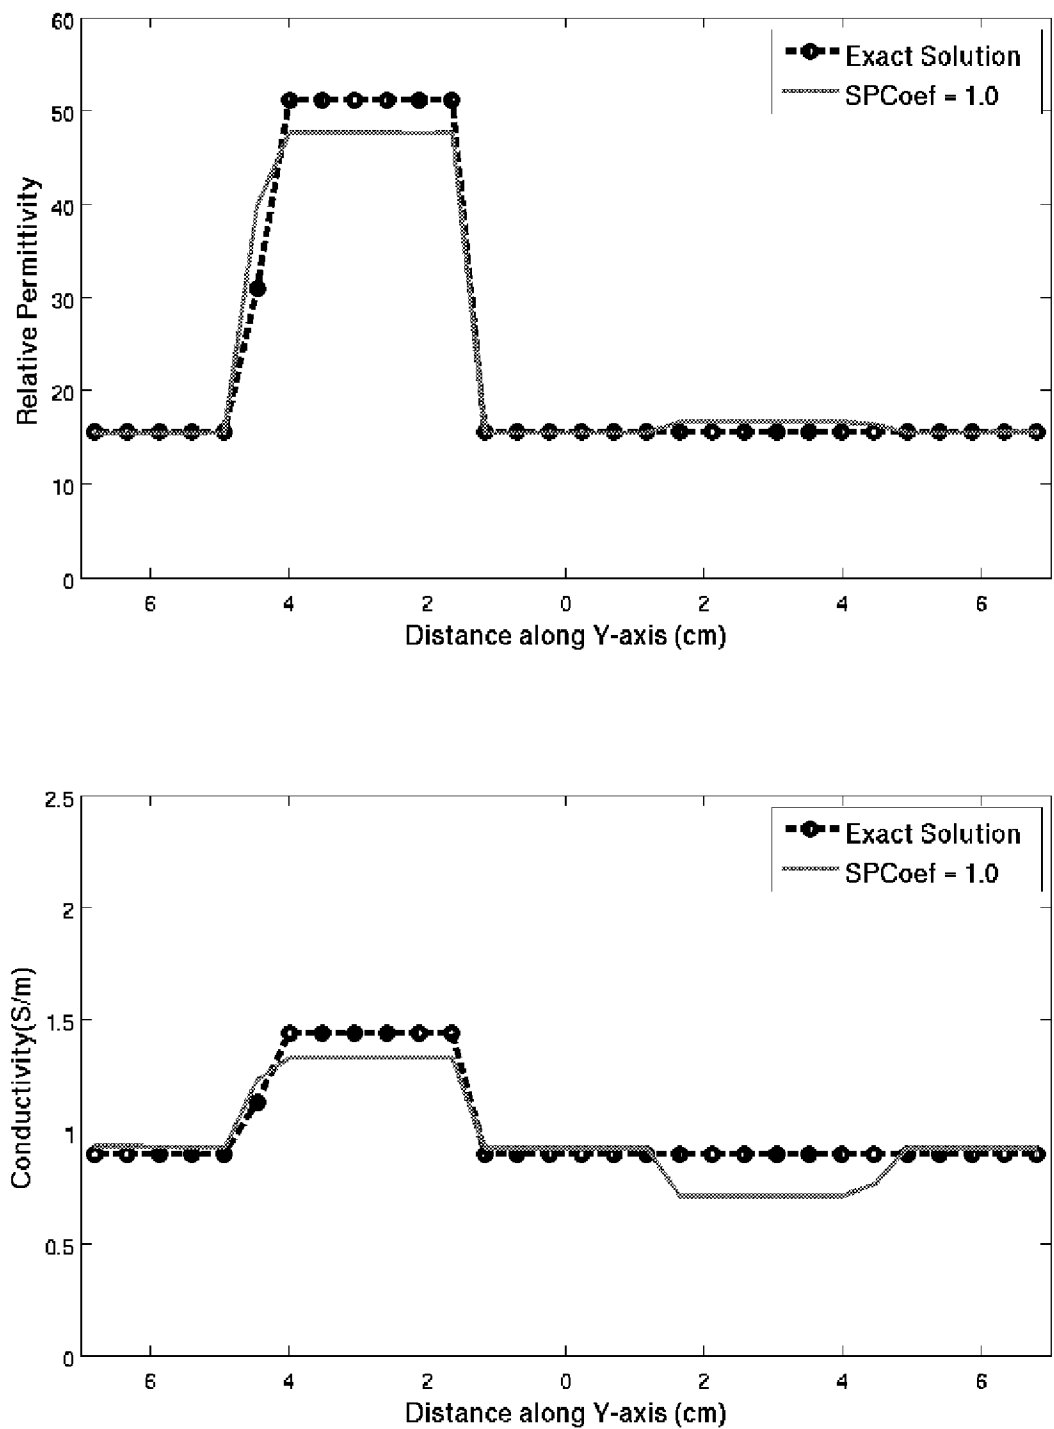 60
50
40
30
20
10
0
Relative Permittivity
Exact Solution
SPCoef = 1.0
6 4 2 0 2 4 6
Distance along Y-axis (cm)
2.5
2
1.5
1
0.5
0
Conductivity(S/m)
Exact Solution
SPCoef = 1.0
6 4 2 0 2 4 6
Distance along Y-axis (cm)